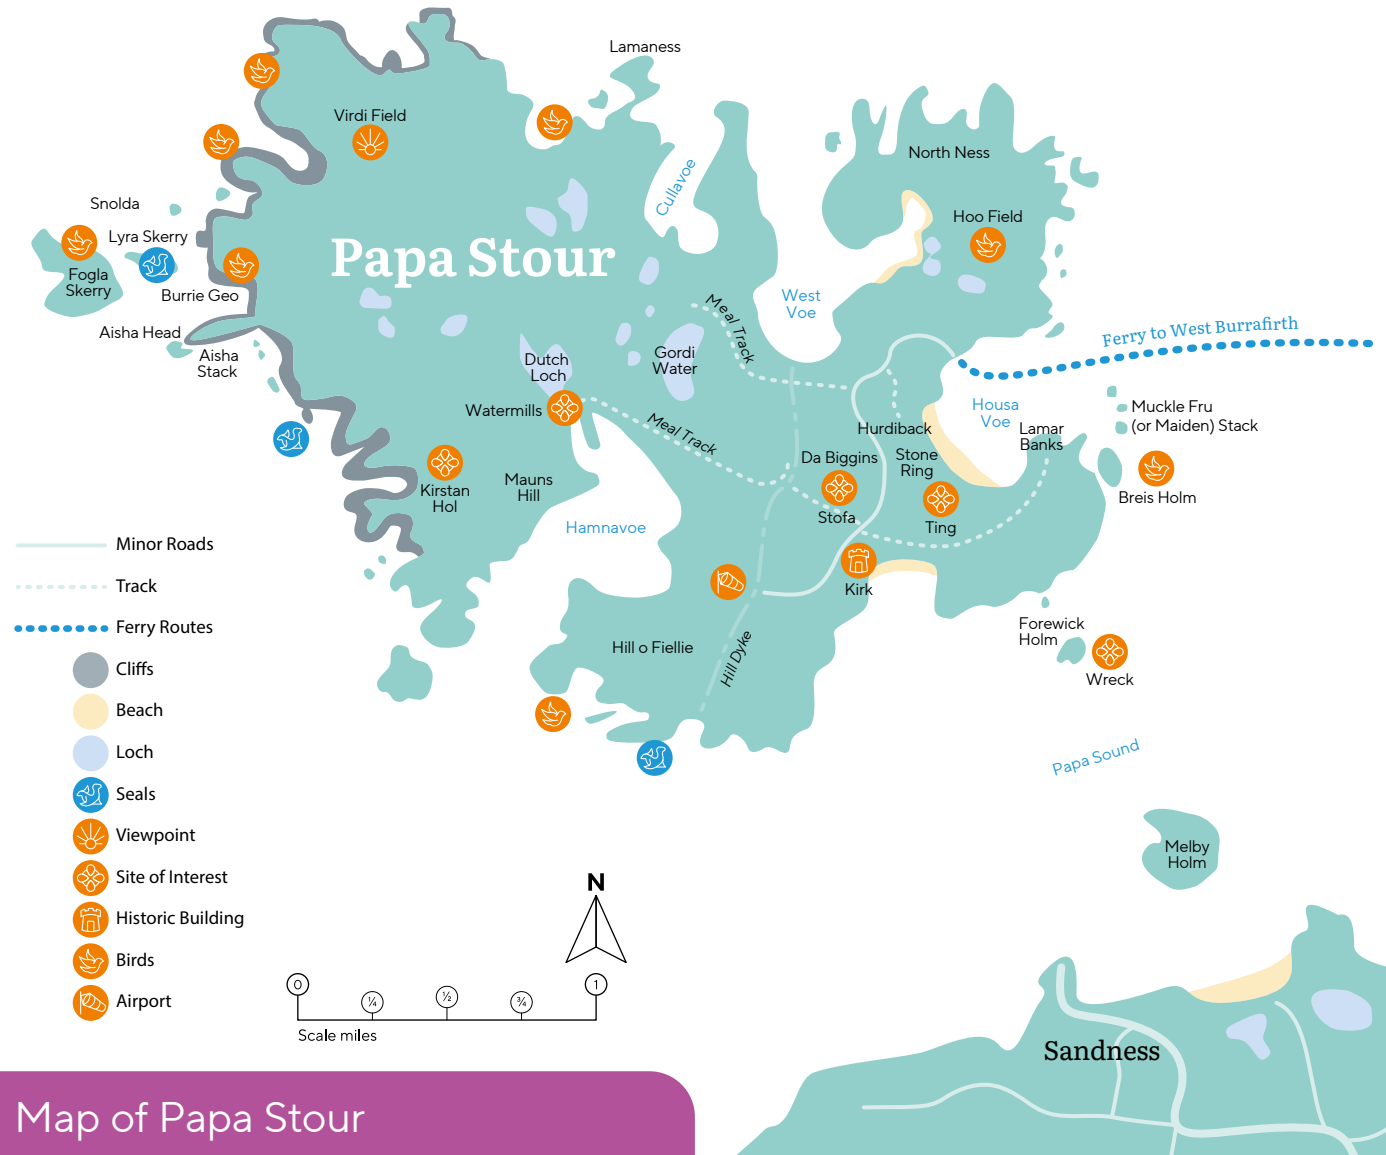 Lamaness
Virdi Field
North Ness
Cullavoe
Snolda
Hoo Field
Lyra Skerry
Papa Stour
Fogla
Skerry
Burrie Geo
West
Voe
Meal Track
Aisha Head
Aisha
Stack
Ferry to West Burrafirth
Dutch
Loch
Gordi
Water
Watermills
Meal Track
Housa
Voe
Muckle Fru
(or Maiden) Stack
Hurdiback
Lamar
Banks
Da Biggins
Stone
Ring
Kirstan
Hol
Mauns
Hill
Breis Holm
Stofa
Ting
Hamnavoe
Kirk
Forewick
Holm
Hill o Fiellie
Hill Dyke
Wreck
Papa Sound
Melby
Holm
Sandness
Minor Roads
Track
Ferry Routes
Cliffs
Beach
Loch
Seals
Viewpoint
Site of Interest
Historic Building
Birds
Airport
N
0
¼
½
¾
1
Scale miles
Map of Papa Stour